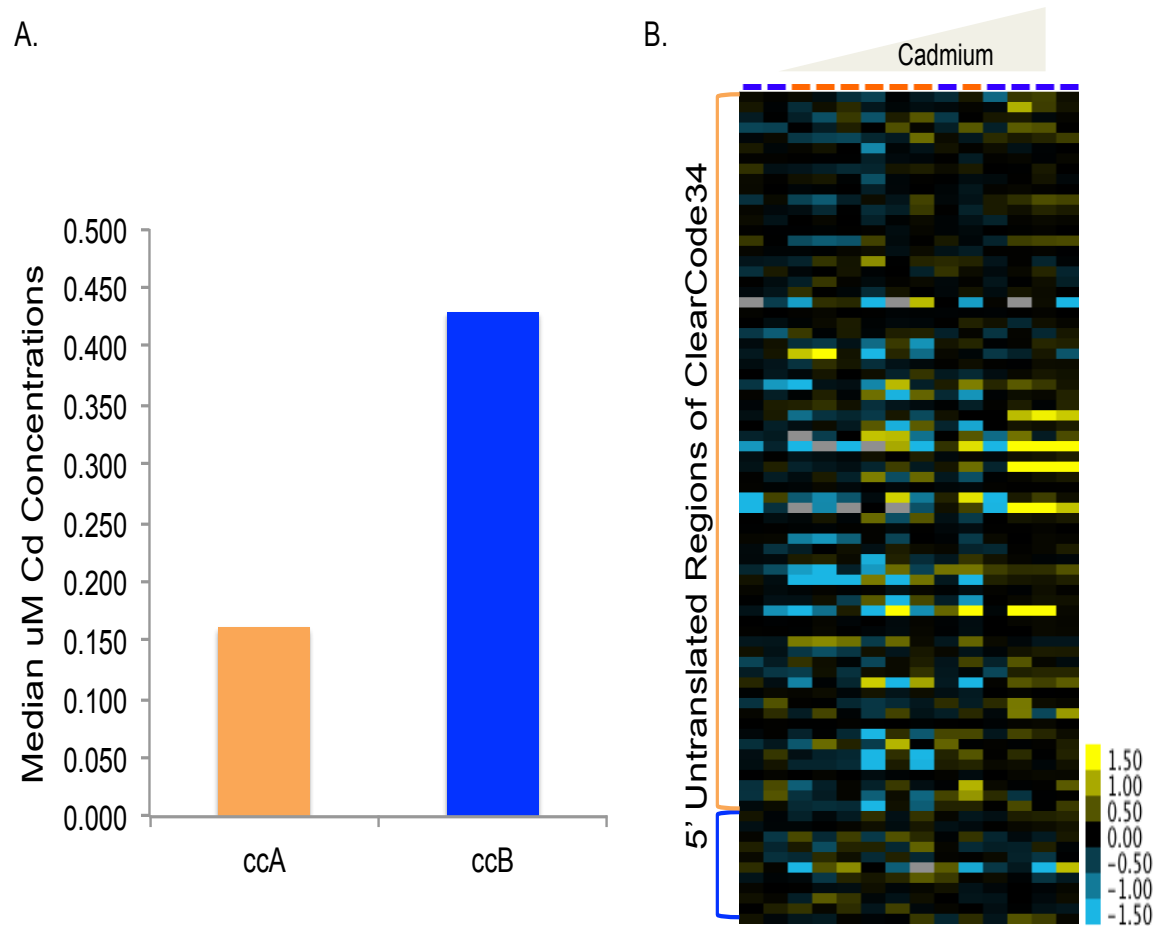 A.
Median uM Cd Concentrations
0.500
0.450
0.400
0.350
0.300
0.250
0.200
0.150
0.100
0.050
0.000
ccA
ccB
B.
Cadmium
5’ Untranslated Regions of ClearCode34
1.50
1.00
0.50
0.00
-0.50
-1.00
-1.50